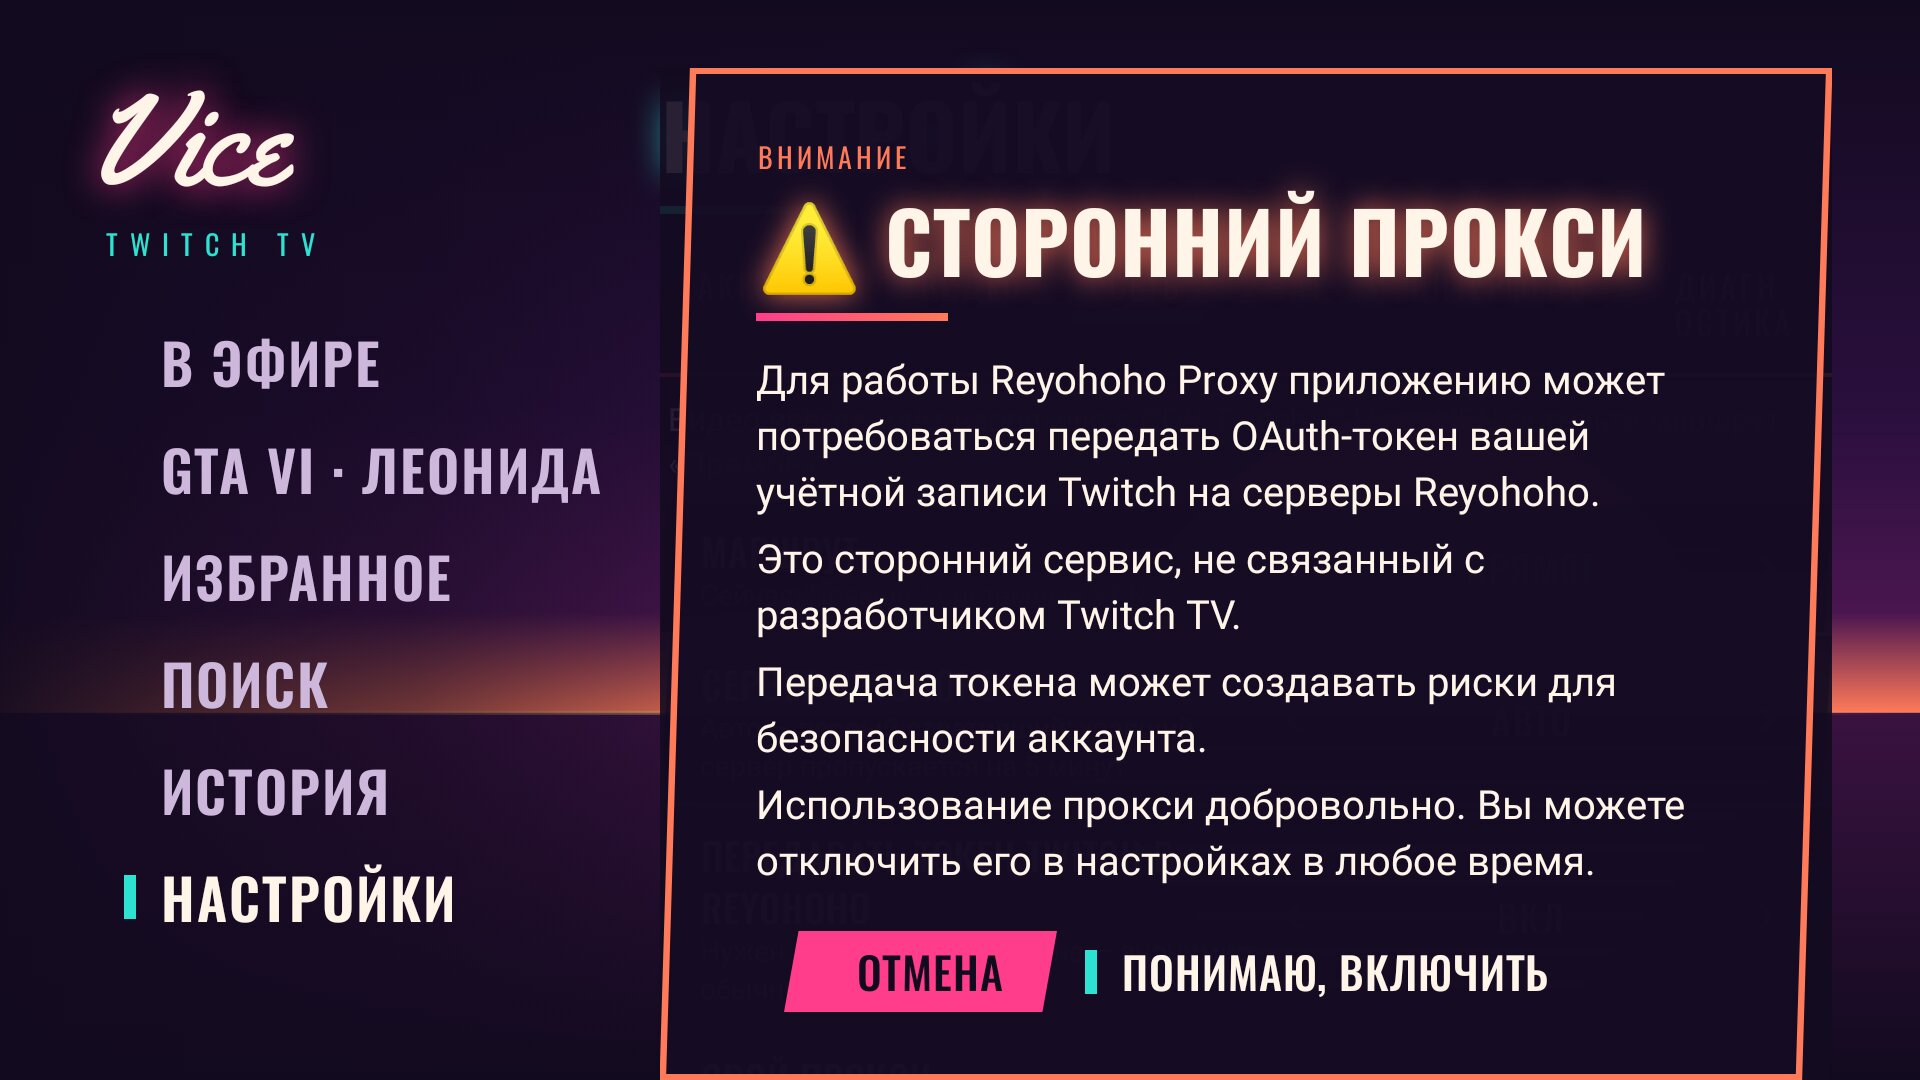 Vice
TWITCH TV
В ЭФИРЕ
GTA VI · ЛЕОНИДА
ИЗБРАННОЕ
ПОИСК
ИСТОРИЯ
НАСТРОЙКИ
НАСТРОЙКИ
ВНИМАНИЕ
⚠️ СТОРОННИЙ ПРОКСИ
Для работы Reyohoho Proxy приложению может
потребоваться передать OAuth-токен вашей
учётной записи Twitch на серверы Reyohoho.
Это сторонний сервис, не связанный с
разработчиком Twitch TV.
Передача токена может создавать риски для
безопасности аккаунта.
Использование прокси добровольно. Вы можете
отключить его в настройках в любое время.
ОТМЕНА
ПОНИМАЮ, ВКЛЮЧИТЬ